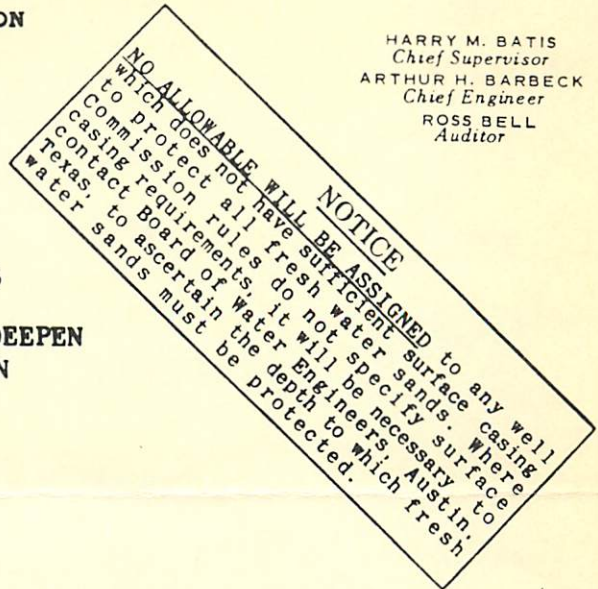 ON
HARRY M. BATIS
Chief Supervisor
ARTHUR H. BARBECK
Chief Engineer
ROSS BELL
Auditor
NOTICE
NO ALLOWABLE WILL BE ASSIGNED to any well
which does not have sufficient surface casing
to protect all fresh water sands. Where
Commission rules do not specify surface
casing requirements, it will be necessary to
contact Board of Water Engineers, Austin,
Texas, to ascertain the depth to which fresh
water sands must be protected.
DEEPEN
N